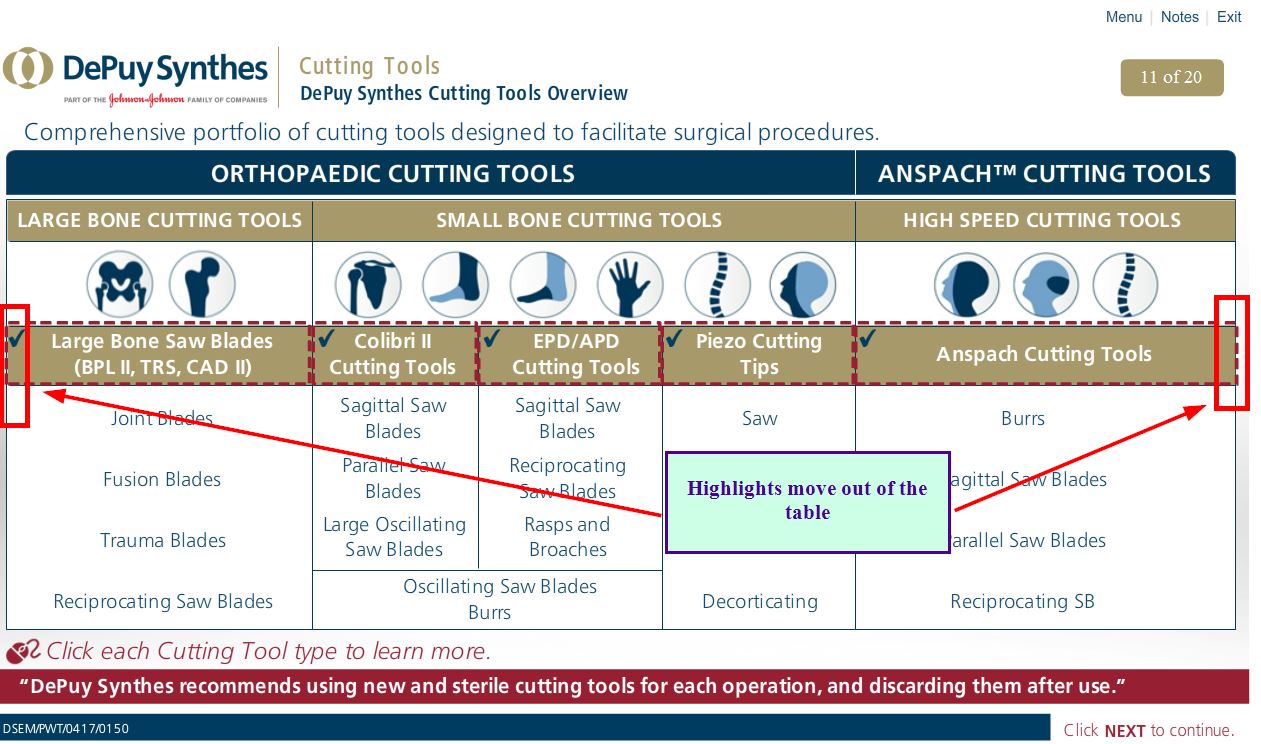 Menu | Notes | Exit
DePuy Synthes
PART OF THE Johnson & Johnson FAMILY OF COMPANIES
Cutting Tools
DePuy Synthes Cutting Tools Overview
11 of 20
Comprehensive portfolio of cutting tools designed to facilitate surgical procedures.
ORTHOPAEDIC CUTTING TOOLS
ANSPACH™ CUTTING TOOLS
LARGE BONE CUTTING TOOLS
SMALL BONE CUTTING TOOLS
HIGH SPEED CUTTING TOOLS
Large Bone Saw Blades
(BPL II, TRS, CAD II)
Colibri II
Cutting Tools
EPD/APD
Cutting Tools
Piezo Cutting
Tips
Anspach Cutting Tools
Joint Blades
Fusion Blades
Trauma Blades
Reciprocating Saw Blades
Sagittal Saw
Blades
Parallel Saw
Blades
Large Oscillating
Saw Blades
Sagittal Saw
Blades
Reciprocating
Saw Blades
Rasps and
Broaches
Oscillating Saw Blades
Burrs
Saw
Decorticating
Burrs
agittal Saw Blades
arallel Saw Blades
Reciprocating SB
Highlights move out of the
table
Click each Cutting Tool type to learn more.
“DePuy Synthes recommends using new and sterile cutting tools for each operation, and discarding them after use.”
DSEM/PWT/0417/0150
Click NEXT to continue.